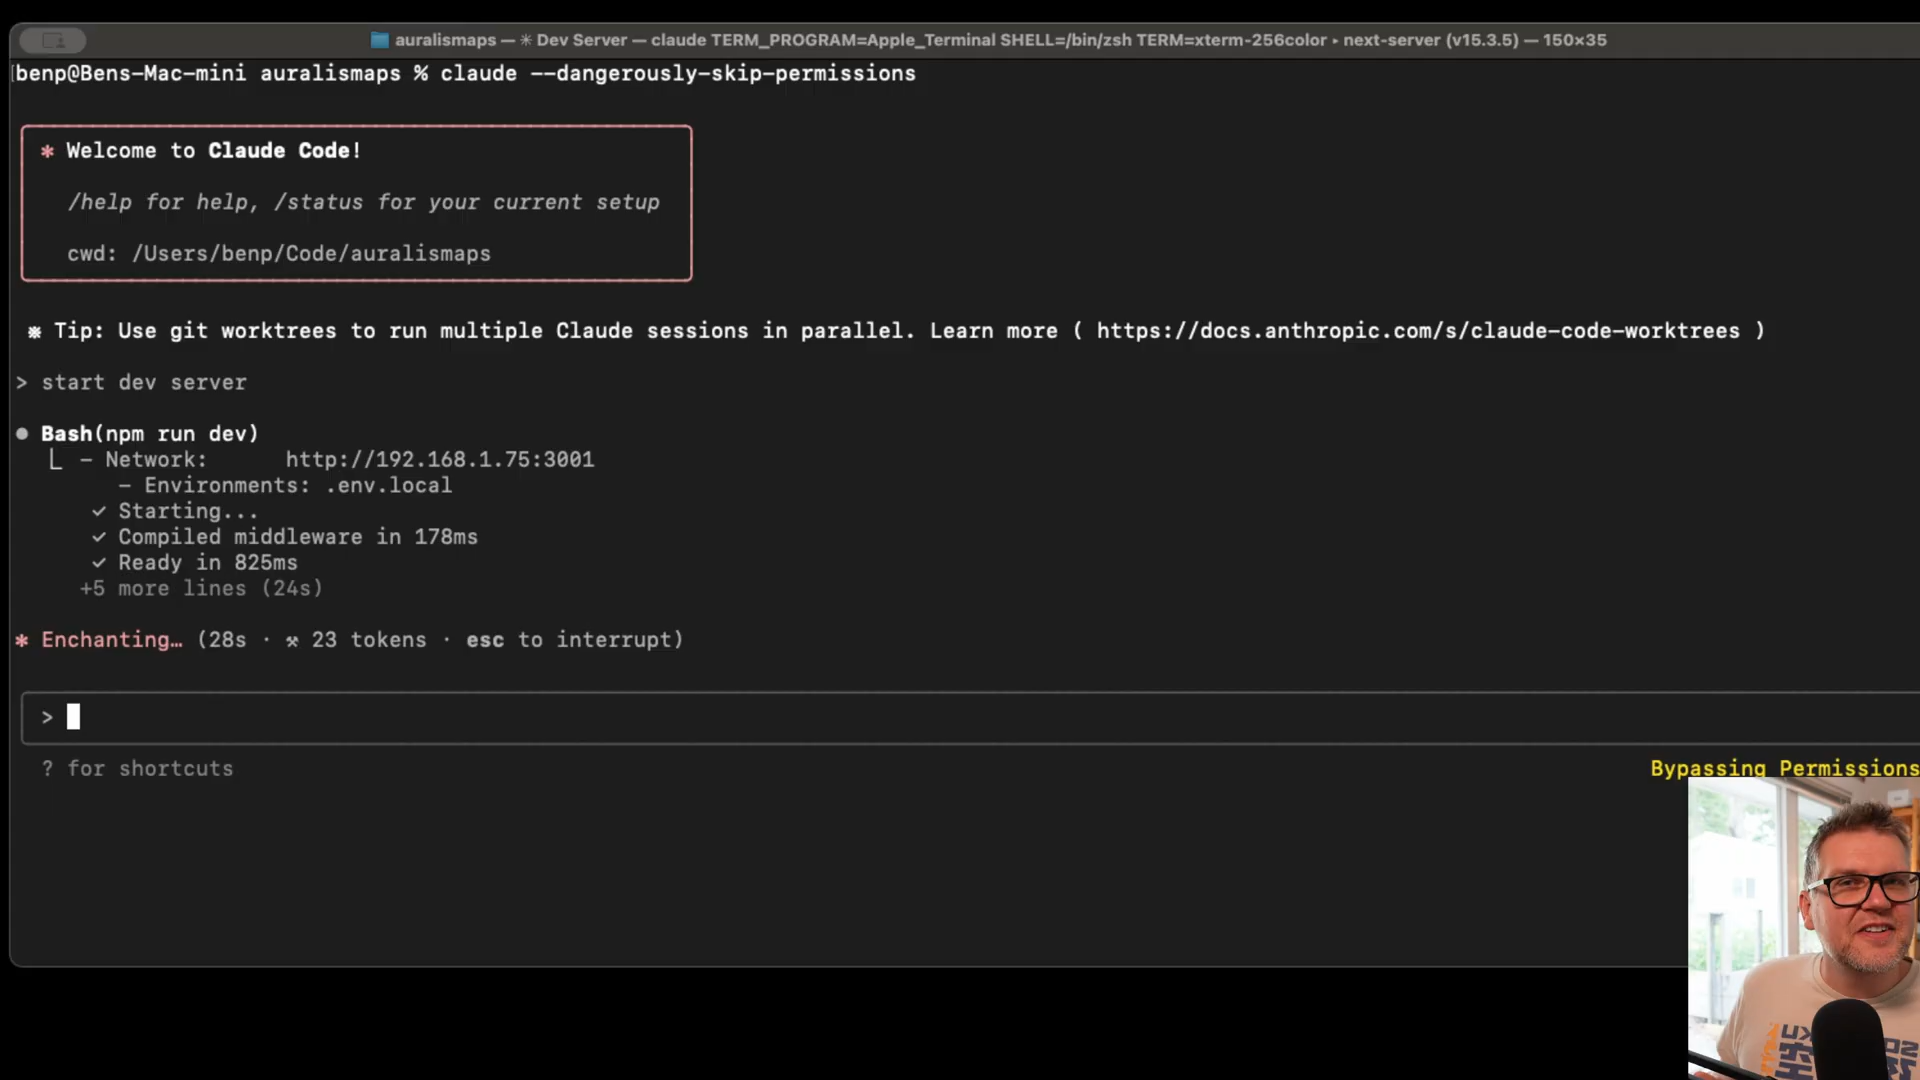 auralismaps — ✳ Dev Server — claude TERM_PROGRAM=Apple_Terminal SHELL=/bin/zsh TERM=xterm-256color ▸ next-server (v15.3.5) — 150×35
[benp@Bens-Mac-mini auralismaps % claude --dangerously-skip-permissions
* Welcome to Claude Code!
/help for help, /status for your current setup
cwd: /Users/benp/Code/auralismaps
※ Tip: Use git worktrees to run multiple Claude sessions in parallel. Learn more ( https://docs.anthropic.com/s/claude-code-worktrees )
> start dev server
● Bash(npm run dev)
⎿ - Network: http://192.168.1.75:3001
- Environments: .env.local
✓ Starting...
✓ Compiled middleware in 178ms
✓ Ready in 825ms
+5 more lines (24s)
* Enchanting… (28s · ⚒ 23 tokens · esc to interrupt)
>
? for shortcuts
Bypassing Permissions